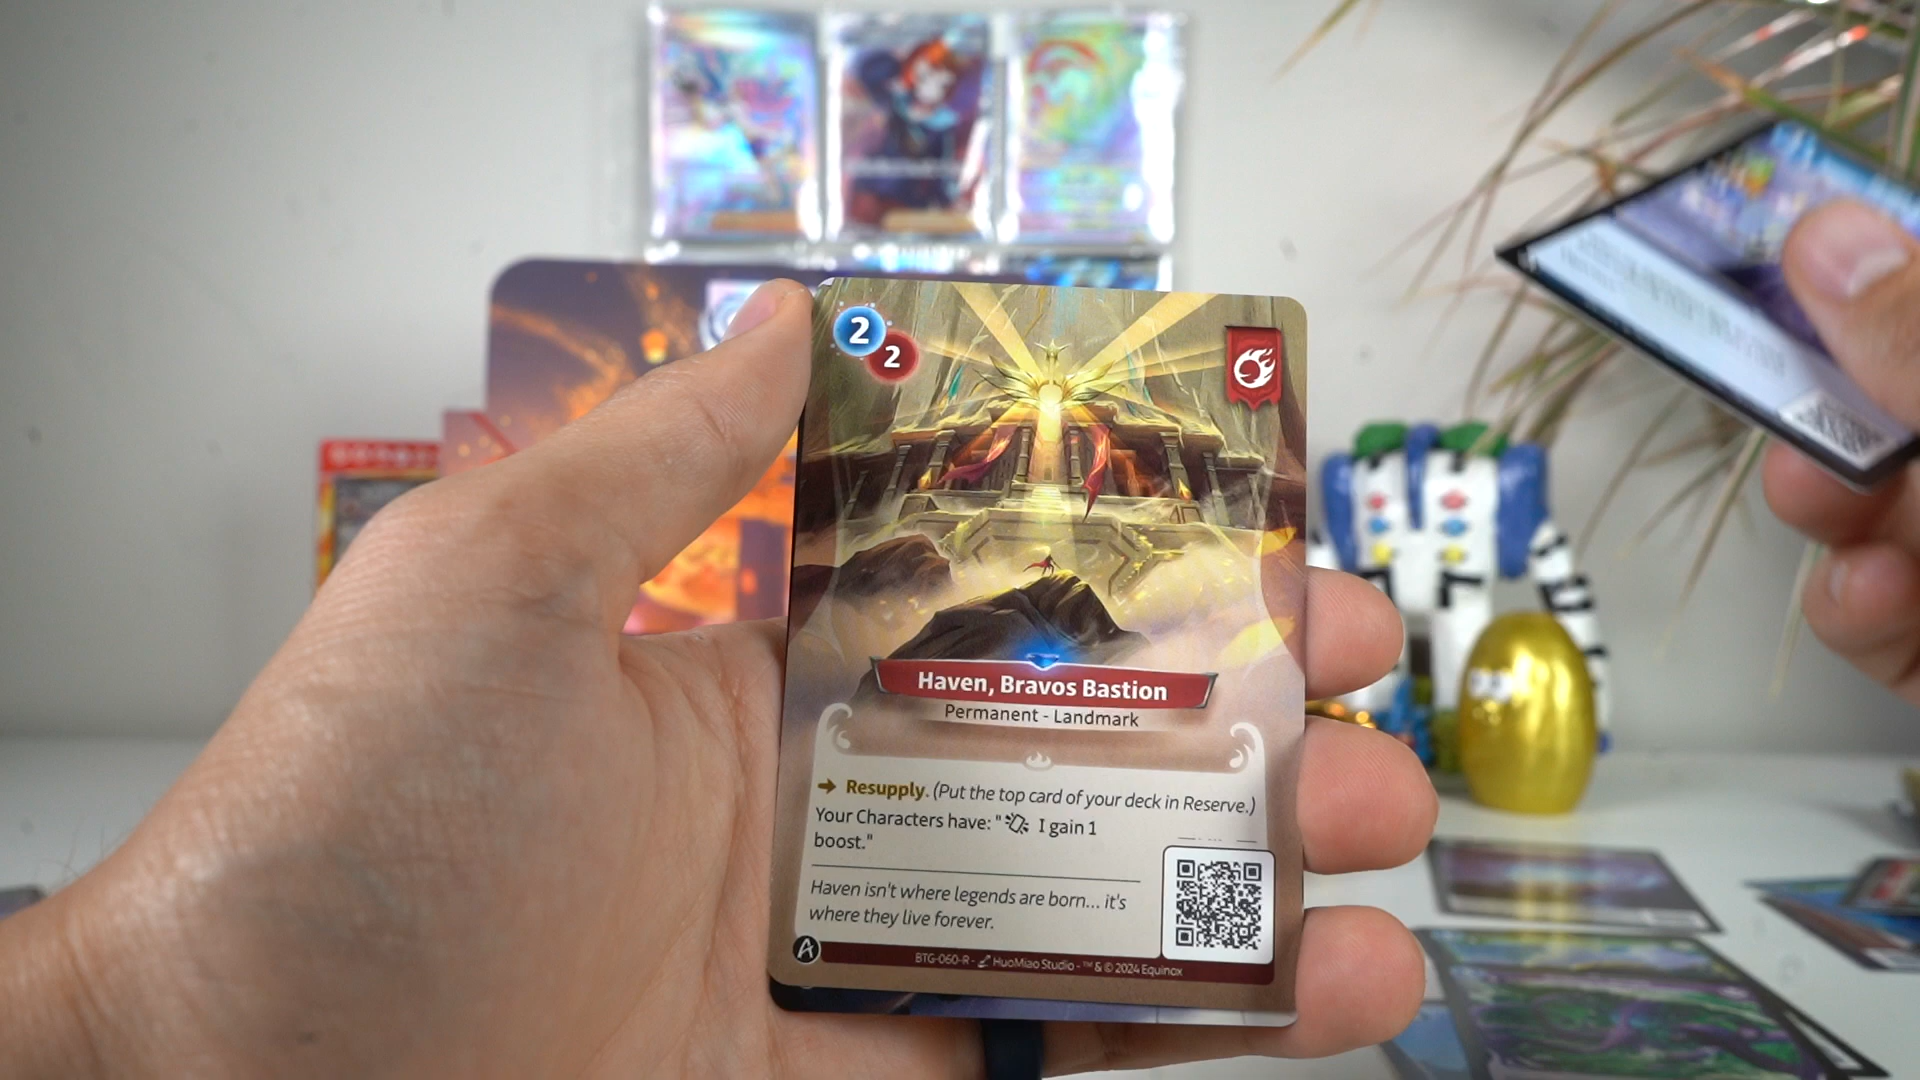 2
2
Haven, Bravos Bastion
Permanent - Landmark
Resupply. (Put the top card of your deck in Reserve.)
Your Characters have: " I gain 1
boost."
Haven isn't where legends are born... it's
where they live forever.
A
BTG-060-R - HuoMiao Studio - ™ & © 2024 Equinox